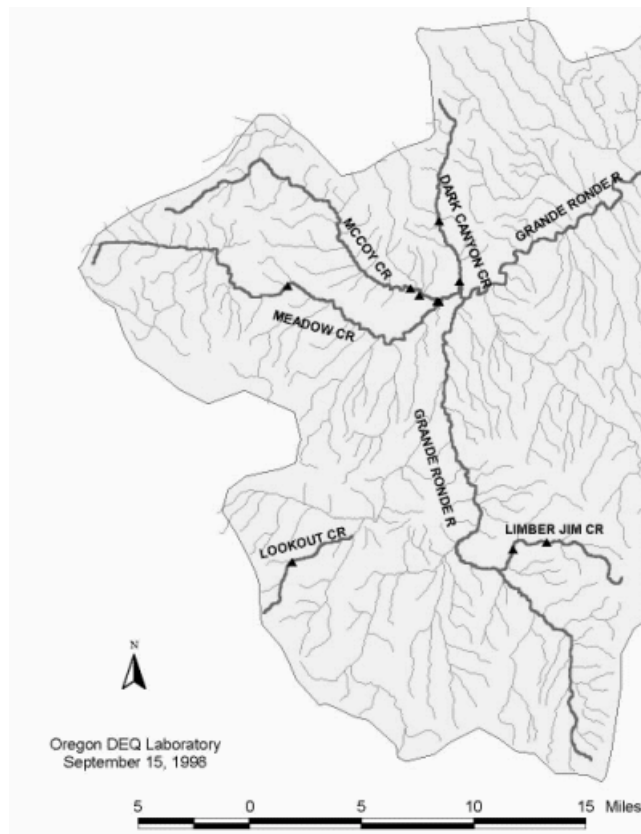 DARK CANYON CR
GRANDE RONDE R
MCCOY CR
MEADOW CR
GRANDE RONDE R
LIMBER JIM CR
LOOKOUT CR
N
Oregon DEQ Laboratory
September 15, 1998
5 0 5 10 15 Miles